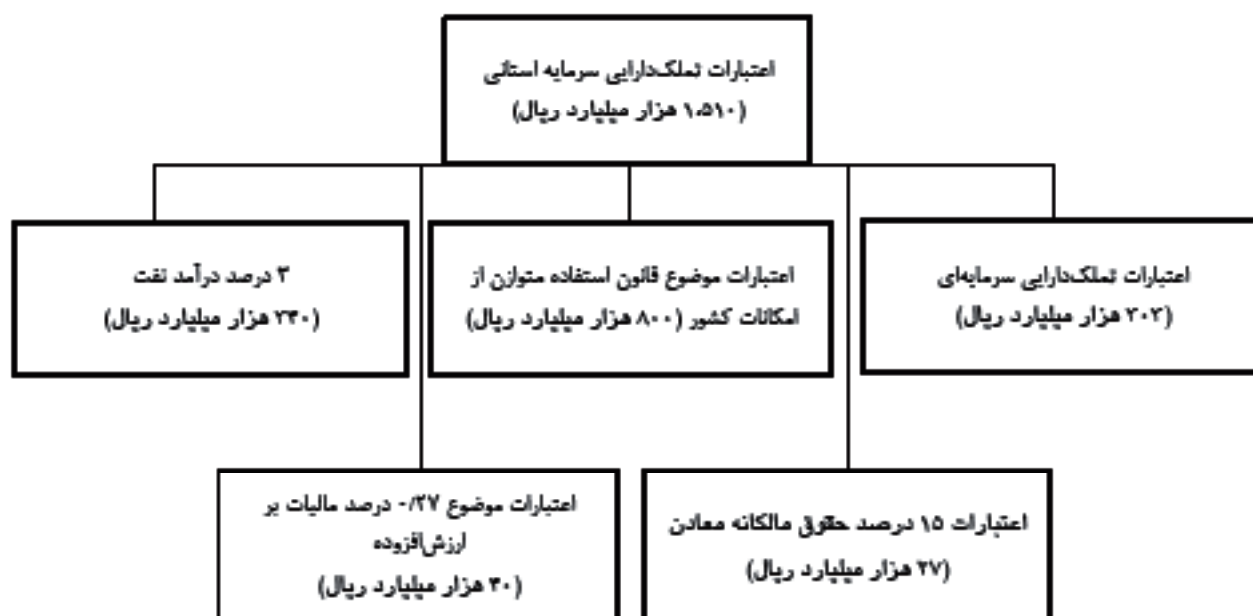 اعتبارات تملک‌دارایی سرمایه استانی
(۱،۵۱۰ هزار میلیارد ریال)
اعتبارات تملک‌دارایی سرمایه‌ای
(۳۰۳ هزار میلیارد ریال)
اعتبارات موضوع قانون استفاده متوازن از
امکانات کشور (۸۰۰ هزار میلیارد ریال)
۳ درصد درآمد نفت
(۳۴۰ هزار میلیارد ریال)
اعتبارات ۱۵ درصد حقوق مالکانه معادن
(۲۷ هزار میلیارد ریال)
اعتبارات موضوع ۰/۲۷ درصد مالیات بر
ارزش‌افزوده
(۴۰ هزار میلیارد ریال)